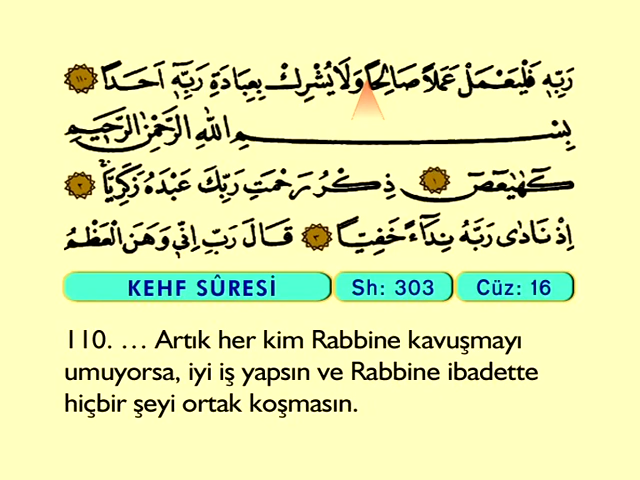 رَبِّهٖ فَلْيَعْمَلْ عَمَلًا صَالِحًا وَلَا يُشْرِكْ بِعِبَادَةِ رَبِّهٖٓ اَحَدًا ﴿١١٠﴾
بِسْمِ اللّٰهِ الرَّحْمٰنِ الرَّحٖيمِ
كٓهٰيٰعٓصٓ ﴿١﴾ ذِكْرُ رَحْمَتِ رَبِّكَ عَبْدَهُ زَكَرِيَّا ﴿٢﴾
اِذْ نَادٰى رَبَّهُ نِدَٓاءً خَفِيًّا ﴿٣﴾ قَالَ رَبِّ اِنّٖى وَهَنَ الْعَظْمُ
KEHF SÛRESİ Sh: 303 Cüz: 16
110. … Artık her kim Rabbine kavuşmayı
umuyorsa, iyi iş yapsın ve Rabbine ibadette
hiçbir şeyi ortak koşmasın.